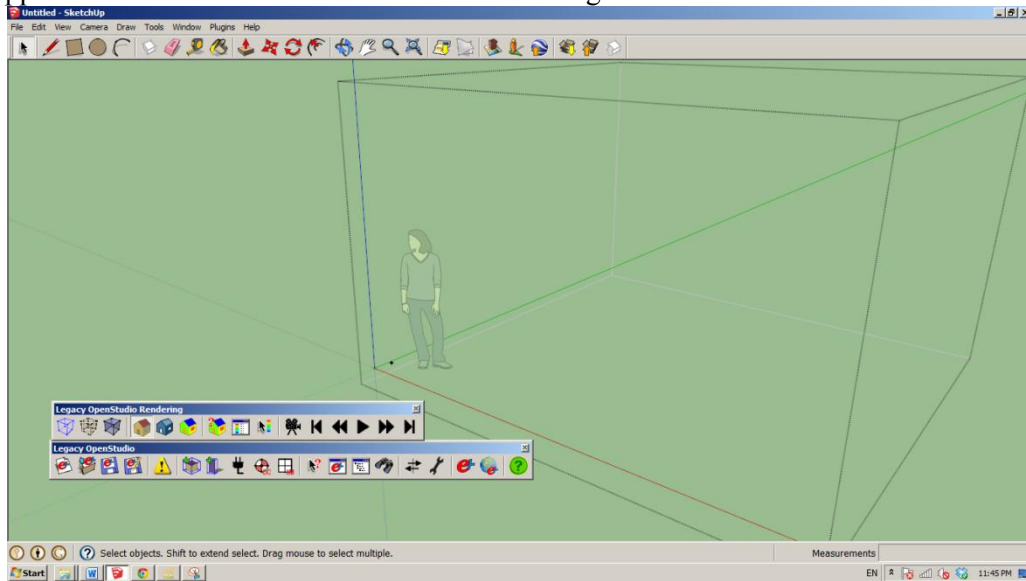 Untitled - SketchUp
File Edit View Camera Draw Tools Window Plugins Help
Legacy OpenStudio Rendering
Legacy OpenStudio
Select objects. Shift to extend select. Drag mouse to select multiple.
Measurements
Start
EN
11:45 PM